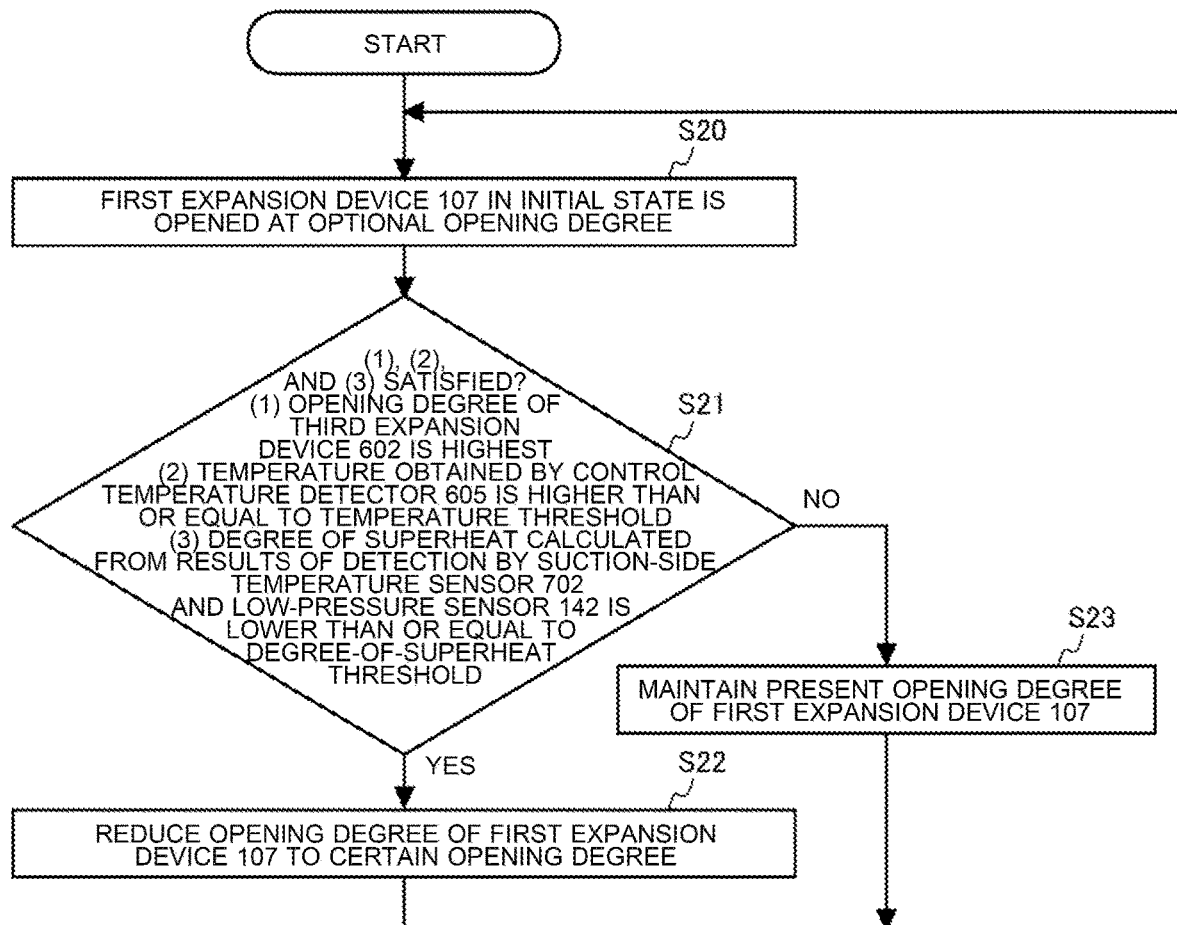 START
S20
FIRST EXPANSION DEVICE 107 IN INITIAL STATE IS
OPENED AT OPTIONAL OPENING DEGREE
(1), (2),
AND (3) SATISFIED?
(1) OPENING DEGREE OF
THIRD EXPANSION
DEVICE 602 IS HIGHEST
(2) TEMPERATURE OBTAINED BY CONTROL
TEMPERATURE DETECTOR 605 IS HIGHER THAN
OR EQUAL TO TEMPERATURE THRESHOLD
(3) DEGREE OF SUPERHEAT CALCULATED
FROM RESULTS OF DETECTION BY SUCTION-SIDE
TEMPERATURE SENSOR 702
AND LOW-PRESSURE SENSOR 142 IS
LOWER THAN OR EQUAL TO
DEGREE-OF-SUPERHEAT
THRESHOLD
S21
NO
S23
MAINTAIN PRESENT OPENING DEGREE
OF FIRST EXPANSION DEVICE 107
YES
S22
REDUCE OPENING DEGREE OF FIRST EXPANSION
DEVICE 107 TO CERTAIN OPENING DEGREE